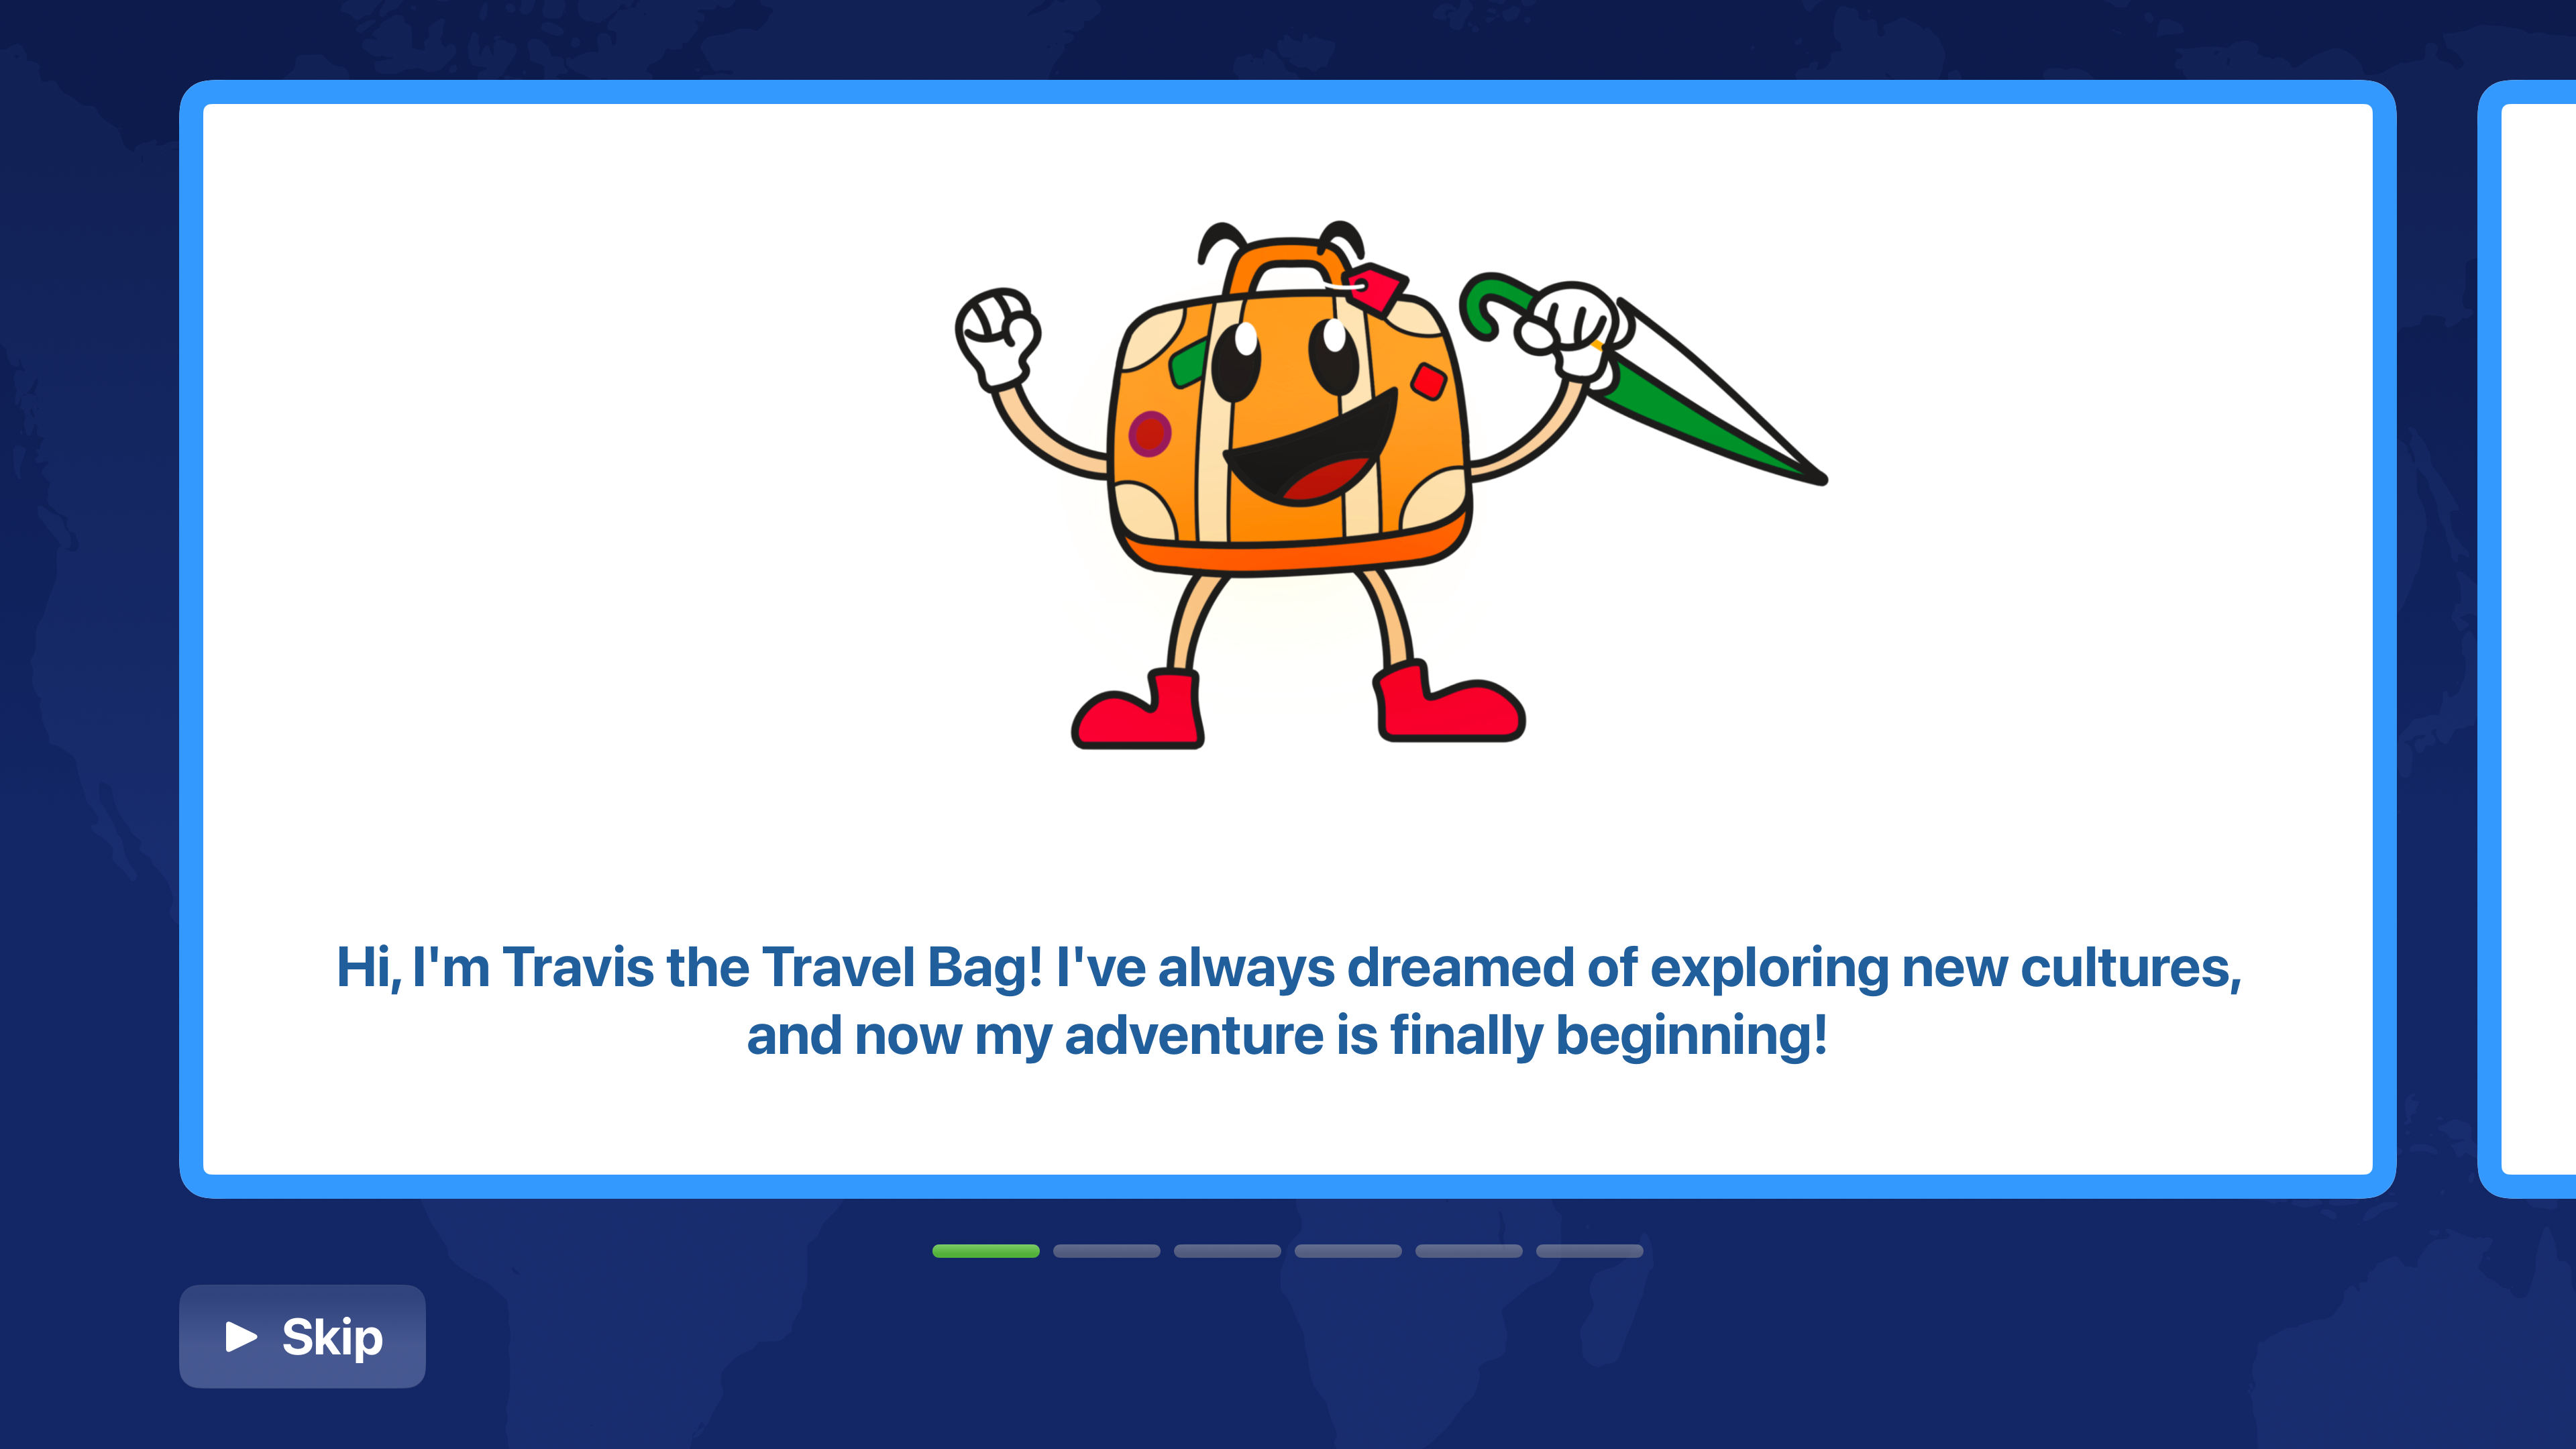 Hi, I'm Travis the Travel Bag! I've always dreamed of exploring new cultures,
and now my adventure is finally beginning!
Skip